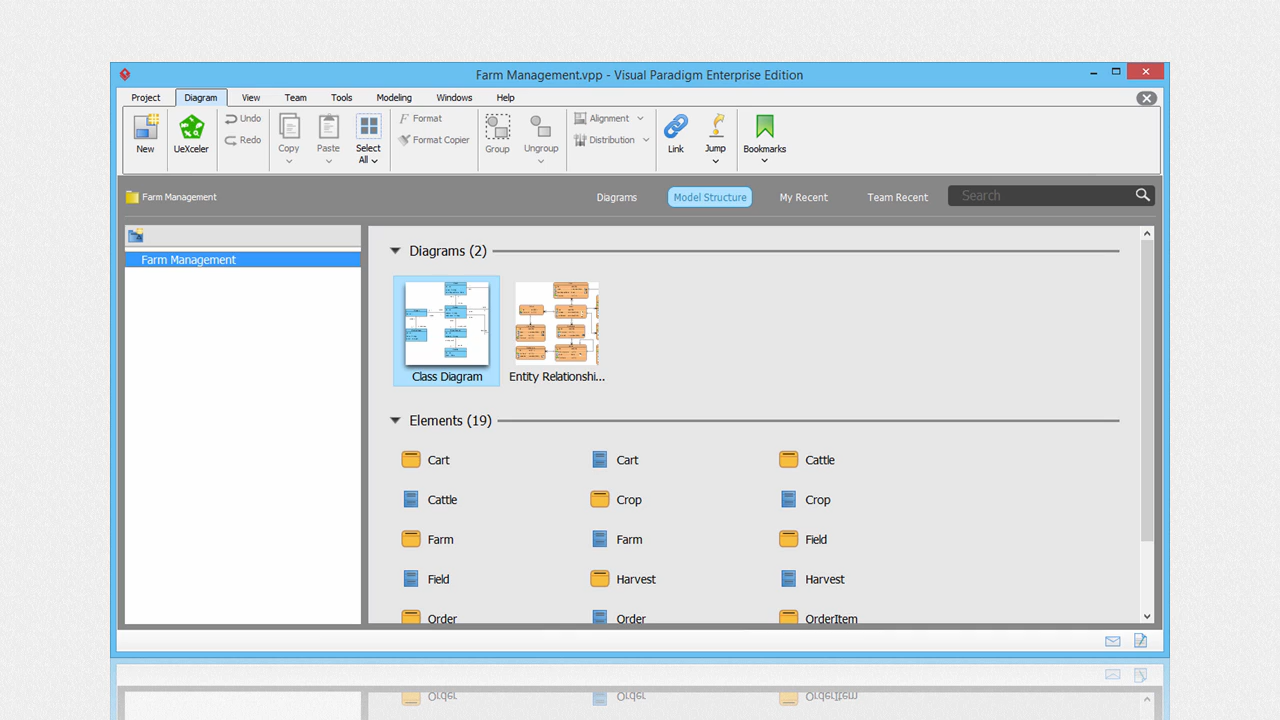 Farm Management.vpp - Visual Paradigm Enterprise Edition
Project Diagram View Team Tools Modeling Windows Help
New UeXceler Undo Redo Copy Paste Select All Format Format Copier Group Ungroup Alignment Distribution Link Jump Bookmarks
Farm Management Diagrams Model Structure My Recent Team Recent Search
Farm Management
Diagrams (2)
Class Diagram Entity Relationshi...
Elements (19)
Cart Cart Cattle
Cattle Crop Crop
Farm Farm Field
Field Harvest Harvest
Order Order OrderItem
Order Order OrderItem